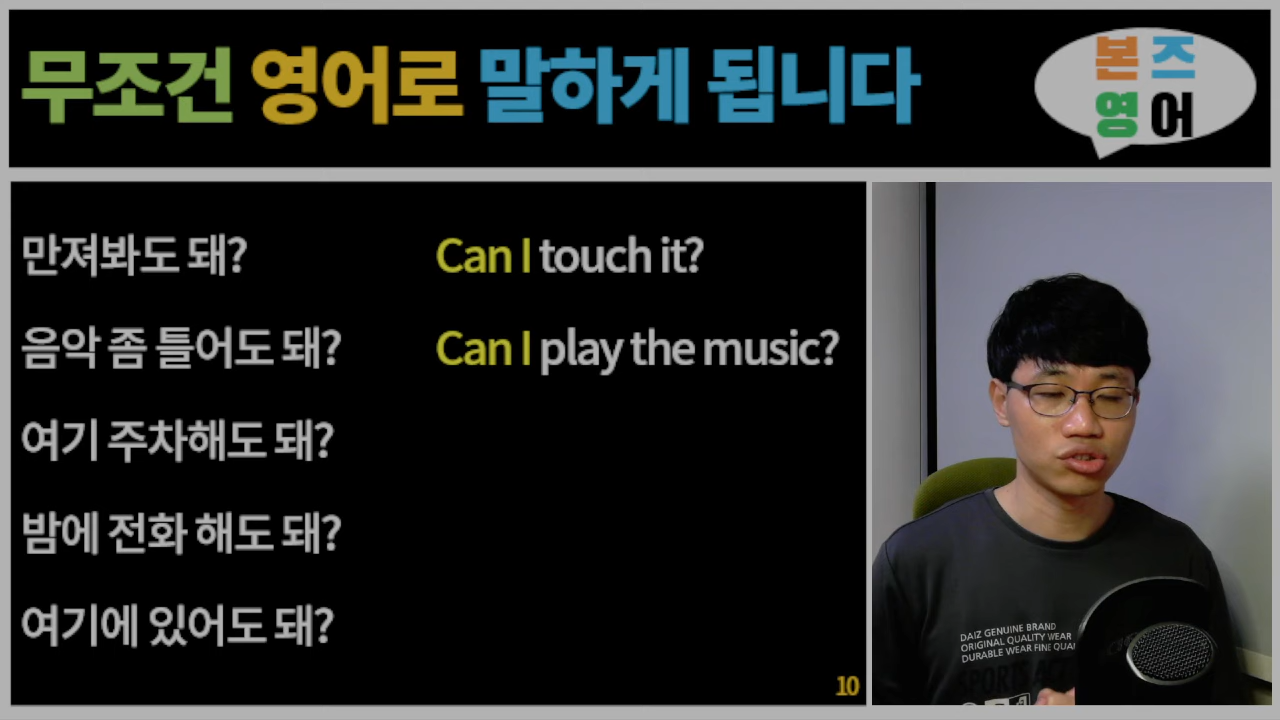 무조건 영어로 말하게 됩니다
본즈
영어
만져봐도 돼? Can I touch it?
음악 좀 틀어도 돼? Can I play the music?
여기 주차해도 돼?
밤에 전화 해도 돼?
여기에 있어도 돼?
10
DAIZ GENUINE BRAND
ORIGINAL QUALITY WEAR
DURABLE WEAR FINE
SPORTS